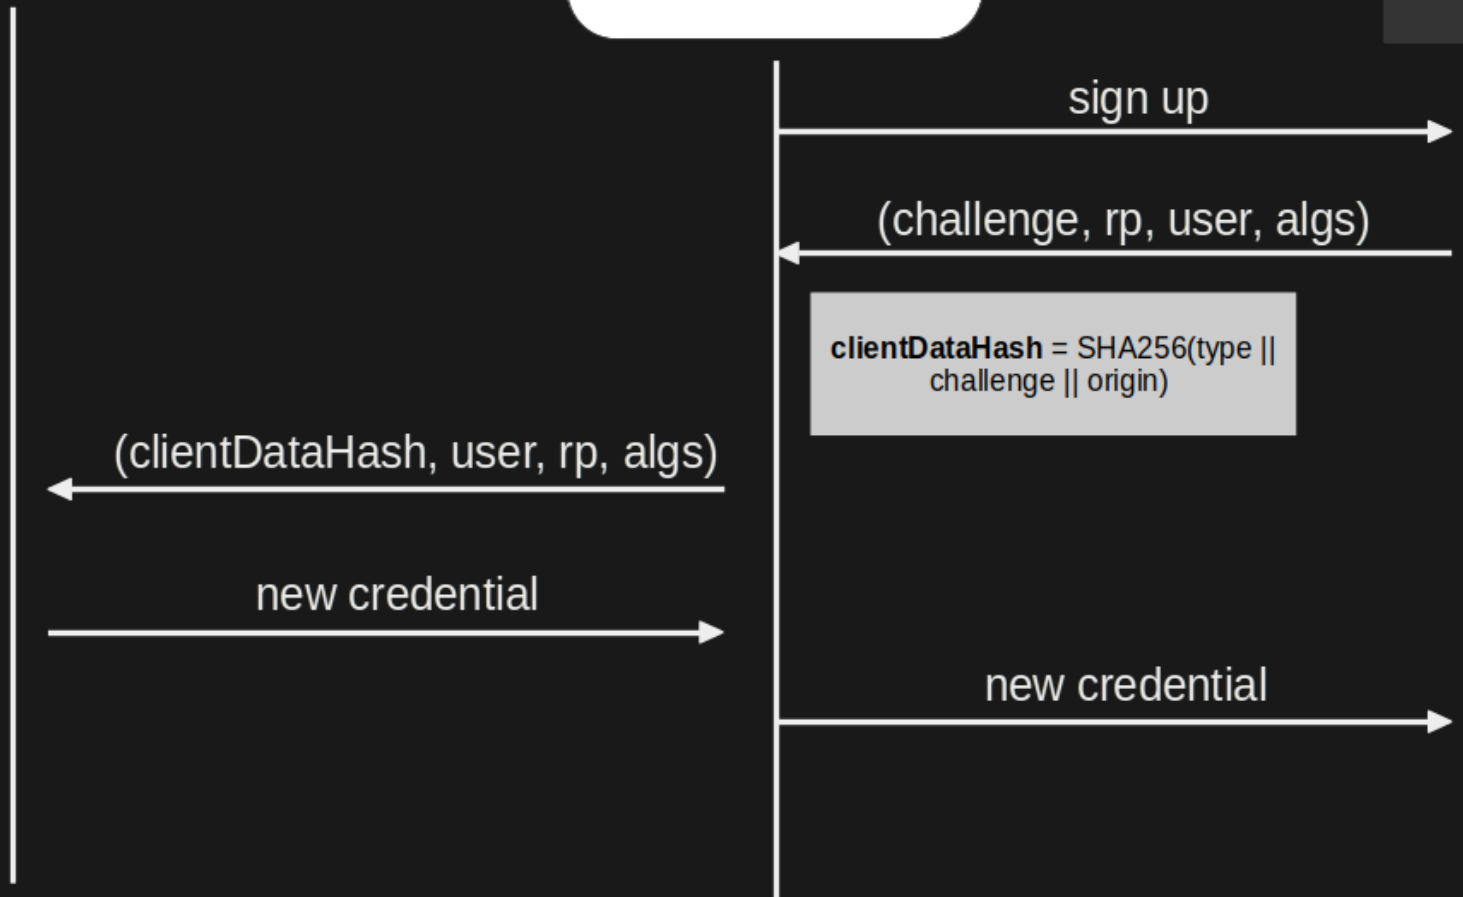 sign up
(challenge, rp, user, algs)
clientDataHash = SHA256(type ||
challenge || origin)
(clientDataHash, user, rp, algs)
new credential
new credential